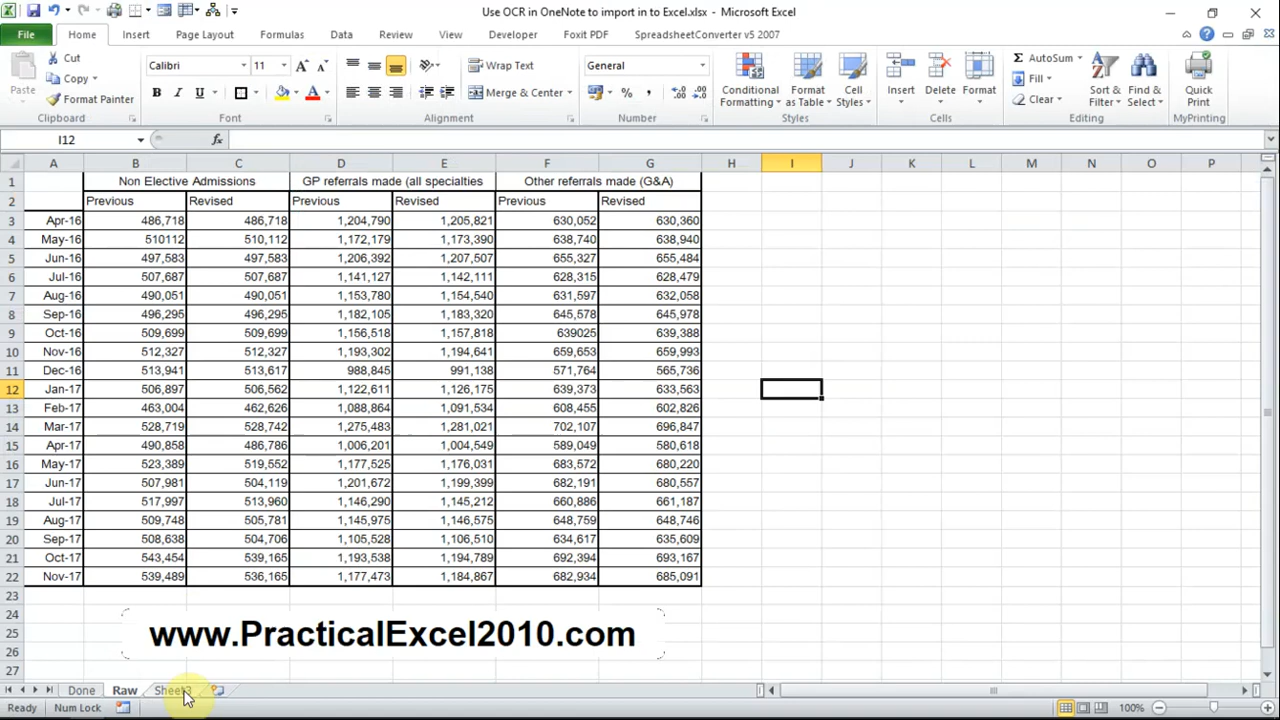 Use OCR in OneNote to import in to Excel.xlsx - Microsoft Excel
File Home Insert Page Layout Formulas Data Review View Developer Foxit PDF SpreadsheetConverter v5 2007
Paste
Cut
Copy
Format Painter
Clipboard
Calibri 11
B I U
Font
Wrap Text
Merge & Center
Alignment
General
Number
Conditional Formatting
Format as Table
Cell Styles
Styles
Insert
Delete
Format
Cells
AutoSum
Fill
Clear
Sort & Filter
Find & Select
Editing
Quick Print
MyPrinting
I12 fx
A B C D E F G H I J K L M N O P
1 Non Elective Admissions GP referrals made (all specialties Other referrals made (G&A)
2 Previous Revised Previous Revised Previous Revised
3 Apr-16 486,718 486,718 1,204,790 1,205,821 630,052 630,360
4 May-16 510112 510,112 1,172,179 1,173,390 638,740 638,940
5 Jun-16 497,583 497,583 1,206,392 1,207,507 655,327 655,484
6 Jul-16 507,687 507,687 1,141,127 1,142,111 628,315 628,479
7 Aug-16 490,051 490,051 1,153,780 1,154,540 631,597 632,058
8 Sep-16 496,295 496,295 1,182,105 1,183,320 645,578 645,978
9 Oct-16 509,699 509,699 1,156,518 1,157,818 639025 639,388
10 Nov-16 512,327 512,327 1,193,302 1,194,641 659,653 659,993
11 Dec-16 513,941 513,617 988,845 991,138 571,764 565,736
12 Jan-17 506,897 506,562 1,122,611 1,126,175 639,373 633,563
13 Feb-17 463,004 462,626 1,088,864 1,091,534 608,455 602,826
14 Mar-17 528,719 528,742 1,275,483 1,281,021 702,107 696,847
15 Apr-17 490,858 486,786 1,006,201 1,004,549 589,049 580,618
16 May-17 523,389 519,552 1,177,525 1,176,031 683,572 680,220
17 Jun-17 507,981 504,119 1,201,672 1,199,399 682,191 680,557
18 Jul-17 517,997 513,960 1,146,290 1,145,212 660,886 661,187
19 Aug-17 509,748 505,781 1,145,975 1,146,575 648,759 648,746
20 Sep-17 508,638 504,706 1,105,528 1,106,510 634,617 635,609
21 Oct-17 543,454 539,165 1,193,538 1,194,789 692,394 693,167
22 Nov-17 539,489 536,165 1,177,473 1,184,867 682,934 685,091
23
24
25
26
27
www.PracticalExcel2010.com
Done Raw Sheet3
Ready Num Lock 100%